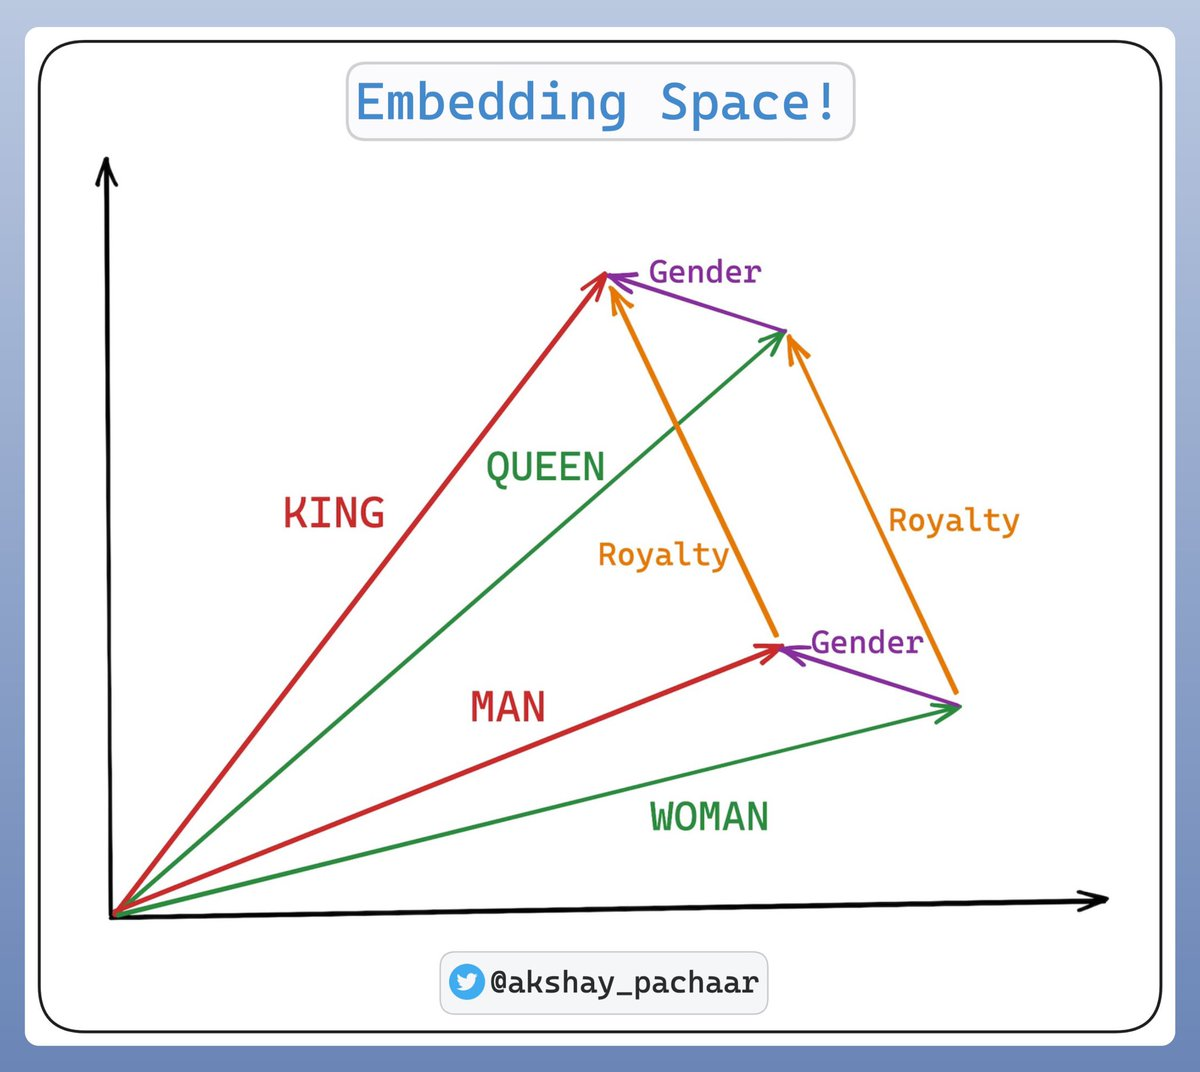 Embedding Space!
Gender
QUEEN
KING
Royalty
Royalty
Gender
MAN
WOMAN
@akshay_pachaar